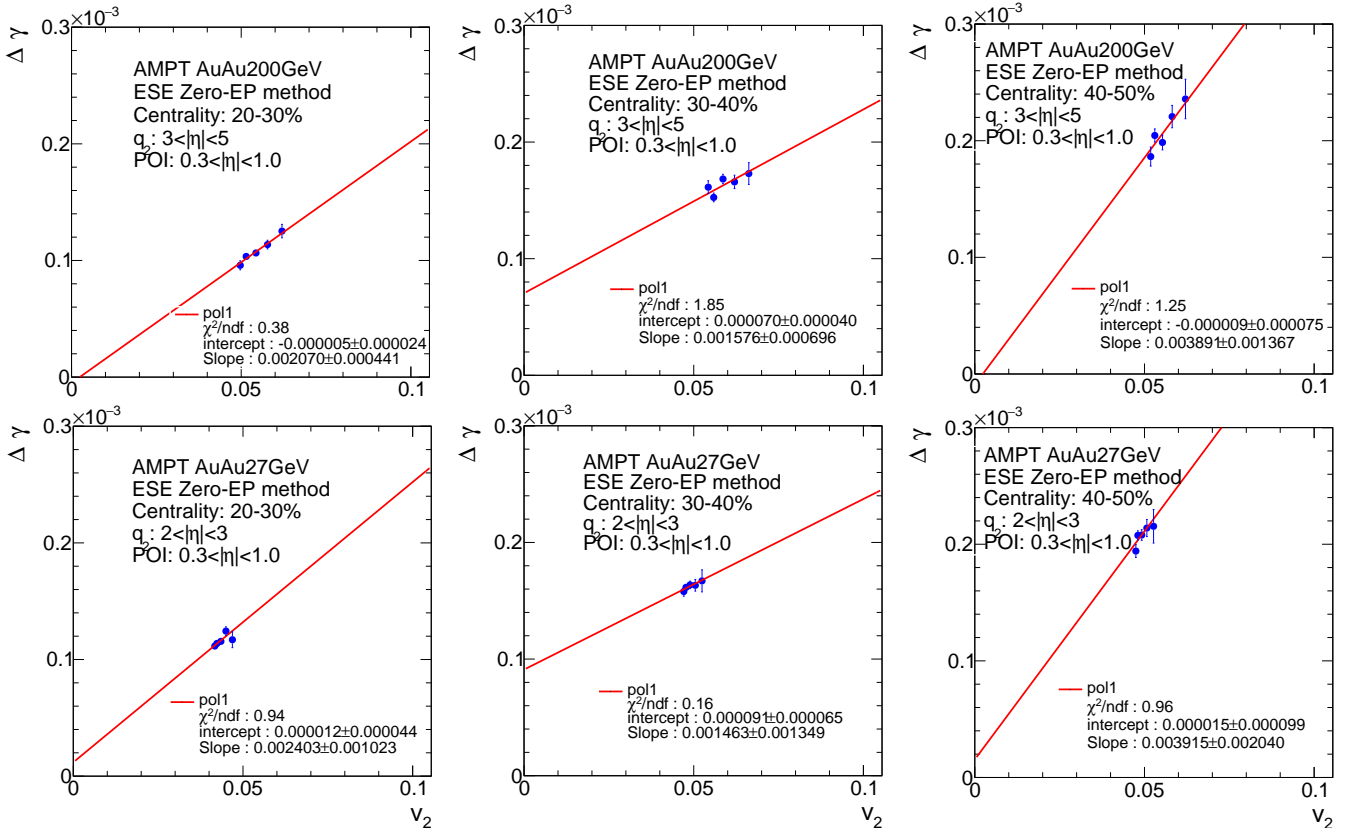 ×10⁻³
Δ γ
0.3
0.2
0.1
0
AMPT AuAu200GeV
ESE Zero-EP method
Centrality: 20-30%
q₂: 3<|η|<5
POI: 0.3<|η|<1.0
pol1
χ²/ndf : 0.38
intercept : -0.000005±0.000024
Slope : 0.002070±0.000441
0 0.05 0.1
×10⁻³
Δ γ
0.3
0.2
0.1
0
AMPT AuAu200GeV
ESE Zero-EP method
Centrality: 30-40%
q₂: 3<|η|<5
POI: 0.3<|η|<1.0
pol1
χ²/ndf : 1.85
intercept : 0.000070±0.000040
Slope : 0.001576±0.000696
0 0.05 0.1
×10⁻³
Δ γ
0.3
0.2
0.1
0
AMPT AuAu200GeV
ESE Zero-EP method
Centrality: 40-50%
q₂: 3<|η|<5
POI: 0.3<|η|<1.0
pol1
χ²/ndf : 1.25
intercept : -0.000009±0.000075
Slope : 0.003891±0.001367
0 0.05 0.1
×10⁻³
Δ γ
0.3
0.2
0.1
0
AMPT AuAu27GeV
ESE Zero-EP method
Centrality: 20-30%
q₂: 2<|η|<3
POI: 0.3<|η|<1.0
pol1
χ²/ndf : 0.94
intercept : 0.000012±0.000044
Slope : 0.002403±0.001023
0 0.05 0.1
v₂
×10⁻³
Δ γ
0.3
0.2
0.1
0
AMPT AuAu27GeV
ESE Zero-EP method
Centrality: 30-40%
q₂: 2<|η|<3
POI: 0.3<|η|<1.0
pol1
χ²/ndf : 0.16
intercept : 0.000091±0.000065
Slope : 0.001463±0.001349
0 0.05 0.1
v₂
×10⁻³
Δ γ
0.3
0.2
0.1
0
AMPT AuAu27GeV
ESE Zero-EP method
Centrality: 40-50%
q₂: 2<|η|<3
POI: 0.3<|η|<1.0
pol1
χ²/ndf : 0.96
intercept : 0.000015±0.000099
Slope : 0.003915±0.002040
0 0.05 0.1
v₂